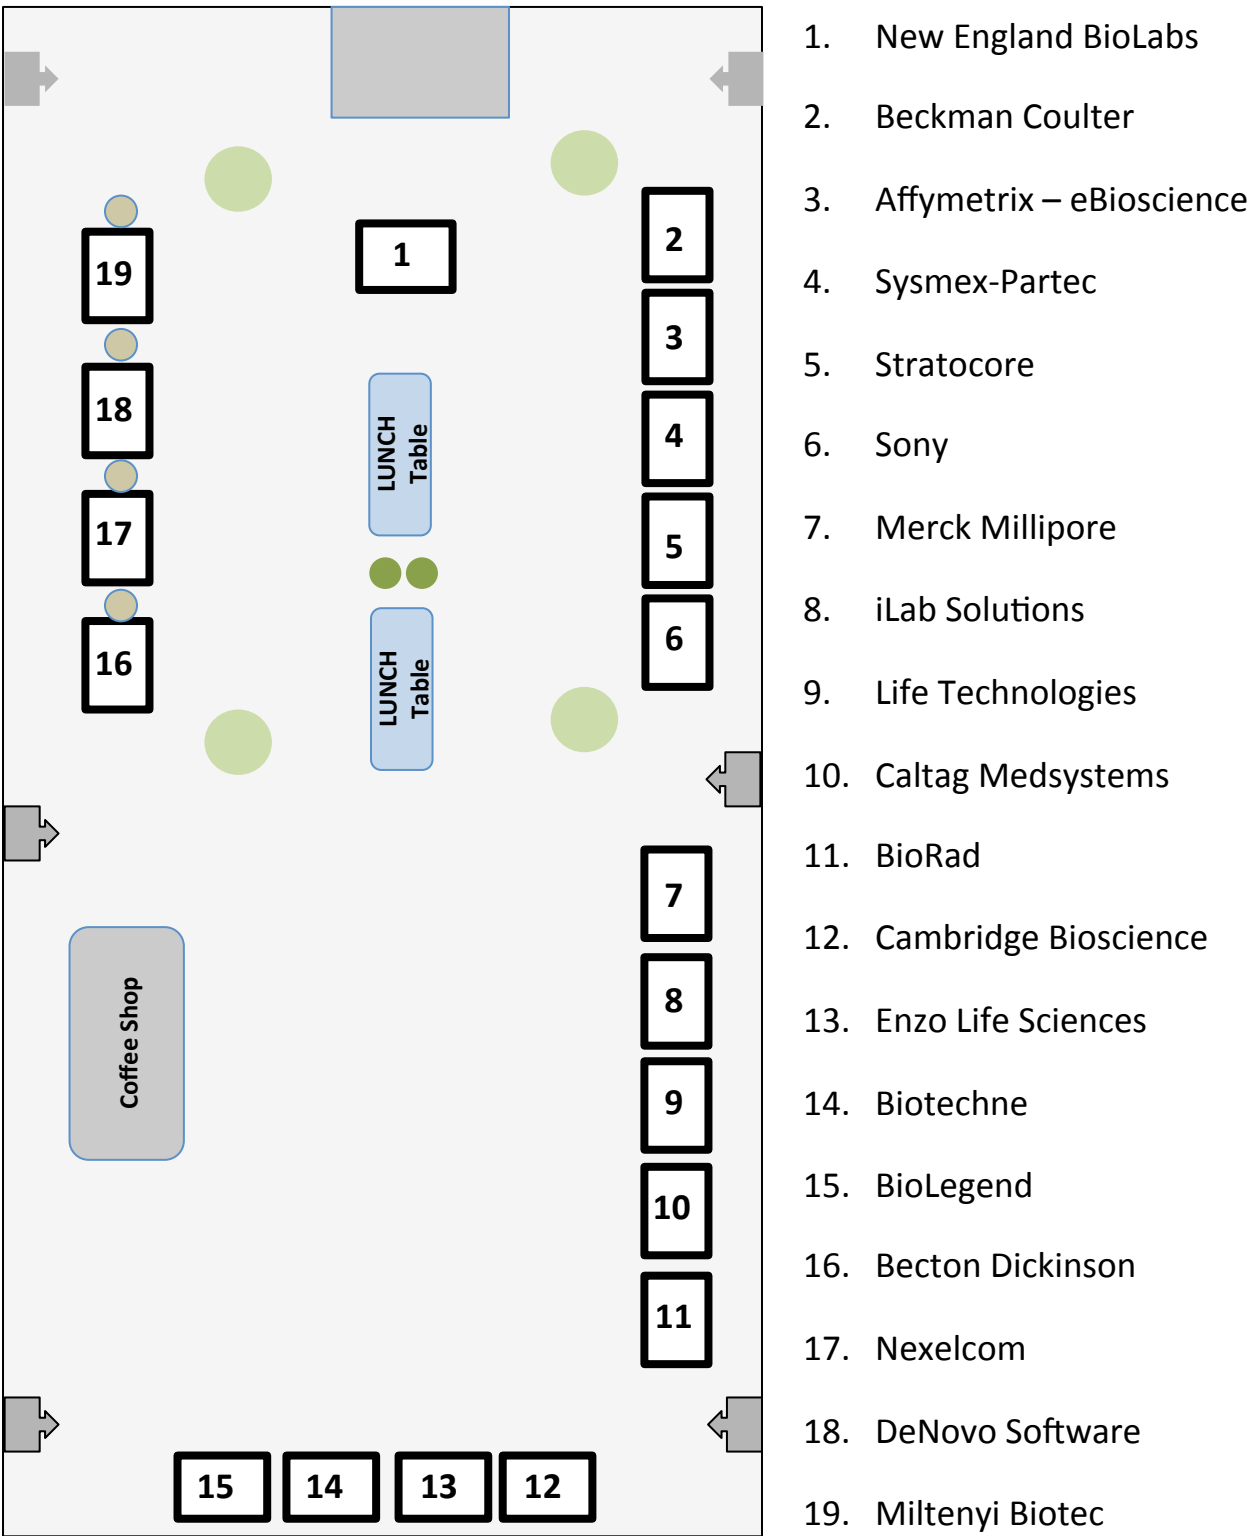 1
2
3
4
5
6
7
8
9
10
11
12
13
14
15
16
17
18
19
LUNCH
Table
LUNCH
Table
Coffee Shop
1. New England BioLabs
2. Beckman Coulter
3. Affymetrix – eBioscience
4. Sysmex-Partec
5. Stratocore
6. Sony
7. Merck Millipore
8. iLab Solutions
9. Life Technologies
10. Caltag Medsystems
11. BioRad
12. Cambridge Bioscience
13. Enzo Life Sciences
14. Biotechne
15. BioLegend
16. Becton Dickinson
17. Nexelcom
18. DeNovo Software
19. Miltenyi Biotec